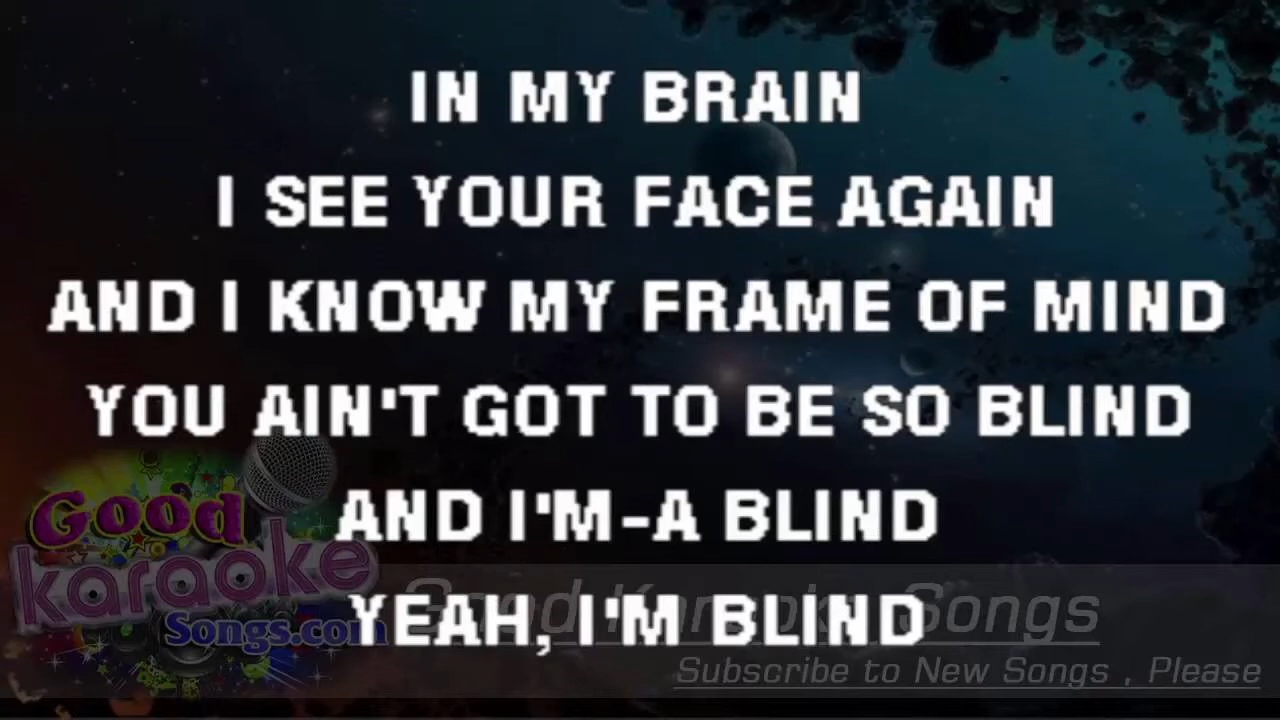 IN MY BRAIN
I SEE YOUR FACE AGAIN
AND I KNOW MY FRAME OF MIND
YOU AIN'T GOT TO BE SO BLIND
AND I'M-A BLIND
YEAH, I'M BLIND
Good
karaoke
Songs.com
Good Karaoke Songs
Subscribe to New Songs , Please